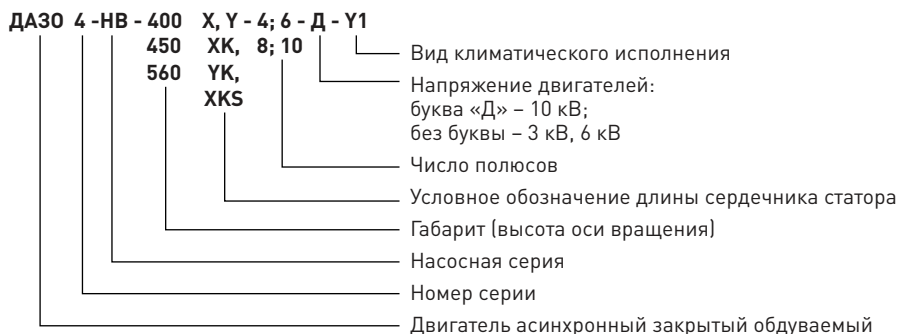 ДАЗО 4 -НВ - 400 X, Y - 4; 6 - Д - У1
450 XK, 8; 10
560 YK,
XKS
Вид климатического исполнения
Напряжение двигателей:
буква «Д» – 10 кВ;
без буквы – 3 кВ, 6 кВ
Число полюсов
Условное обозначение длины сердечника статора
Габарит (высота оси вращения)
Насосная серия
Номер серии
Двигатель асинхронный закрытый обдуваемый